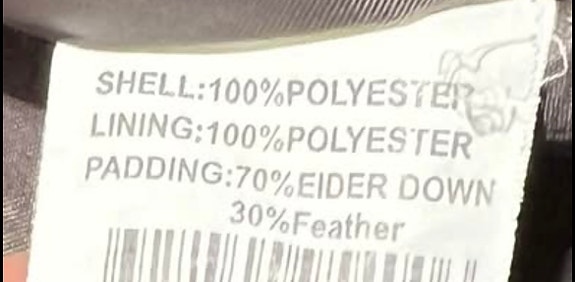 SHELL:100%POLYESTER
LINING:100%POLYESTER
PADDING:70%EIDER DOWN
30%Feather